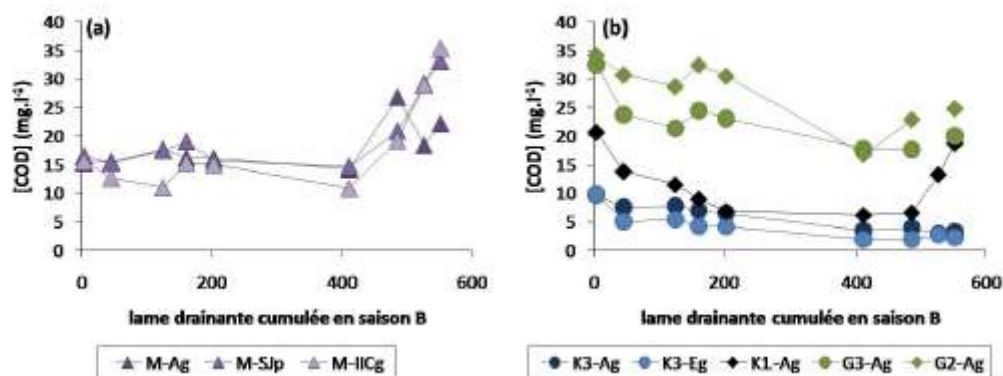 (a)
[COD] (mg.l⁻¹)
40
35
30
25
20
15
10
5
0
0 200 400 600
lame drainante cumulée en saison B
M-Ag M-SJp M-IICg
(b)
[COD] (mg.l⁻¹)
40
35
30
25
20
15
10
5
0
0 200 400 600
lame drainante cumulée en saison B
K3-Ag K3-Eg K1-Ag G3-Ag G2-Ag